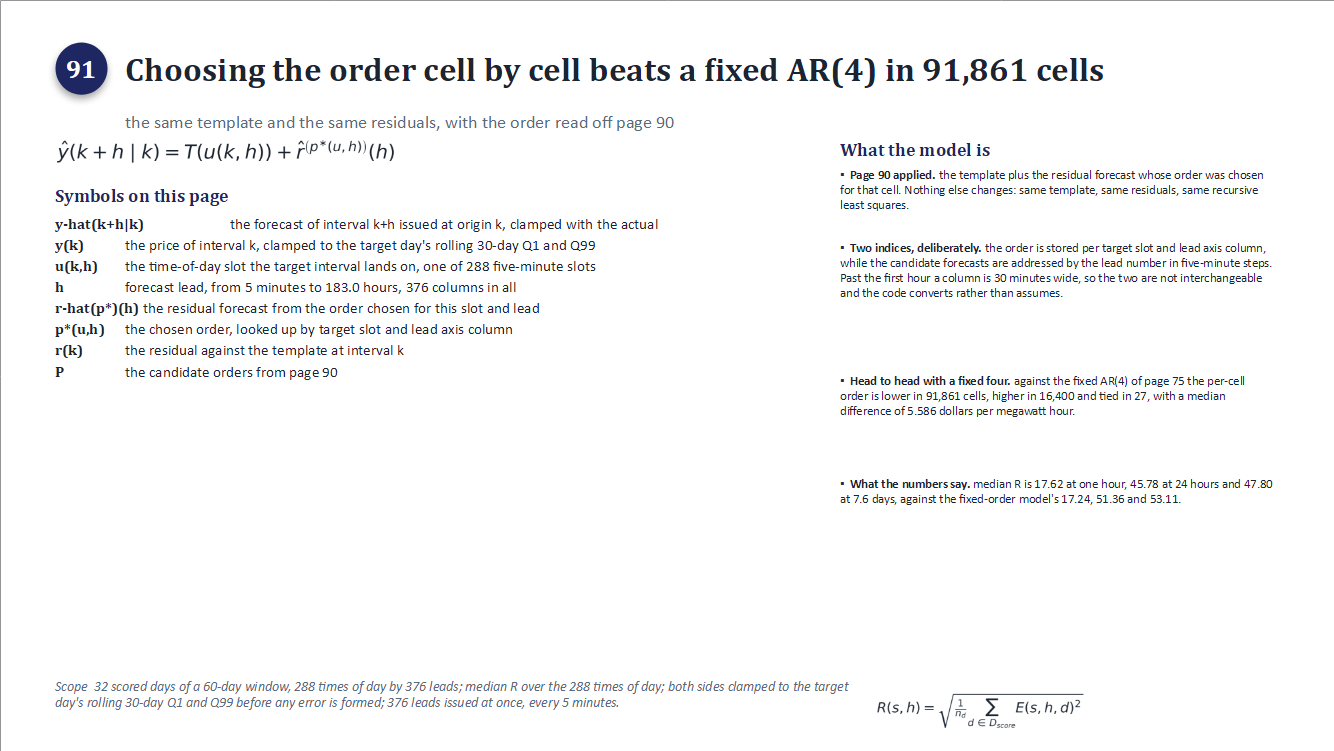 91
Choosing the order cell by cell beats a fixed AR(4) in 91,861 cells
the same template and the same residuals, with the order read off page 90
ŷ(k + h | k) = T(u(k, h)) + r̂^(p*(u, h))(h)
Symbols on this page
y-hat(k+h|k) the forecast of interval k+h issued at origin k, clamped with the actual
y(k) the price of interval k, clamped to the target day's rolling 30-day Q1 and Q99
u(k,h) the time-of-day slot the target interval lands on, one of 288 five-minute slots
h forecast lead, from 5 minutes to 183.0 hours, 376 columns in all
r-hat(p*)(h) the residual forecast from the order chosen for this slot and lead
p*(u,h) the chosen order, looked up by target slot and lead axis column
r(k) the residual against the template at interval k
P the candidate orders from page 90
What the model is
▪ Page 90 applied. the template plus the residual forecast whose order was chosen
for that cell. Nothing else changes: same template, same residuals, same recursive
least squares.
▪ Two indices, deliberately. the order is stored per target slot and lead axis column,
while the candidate forecasts are addressed by the lead number in five-minute steps.
Past the first hour a column is 30 minutes wide, so the two are not interchangeable
and the code converts rather than assumes.
▪ Head to head with a fixed four. against the fixed AR(4) of page 75 the per-cell
order is lower in 91,861 cells, higher in 16,400 and tied in 27, with a median
difference of 5.586 dollars per megawatt hour.
▪ What the numbers say. median R is 17.62 at one hour, 45.78 at 24 hours and 47.80
at 7.6 days, against the fixed-order model's 17.24, 51.36 and 53.11.
Scope 32 scored days of a 60-day window, 288 times of day by 376 leads; median R over the 288 times of day; both sides clamped to the target
day's rolling 30-day Q1 and Q99 before any error is formed; 376 leads issued at once, every 5 minutes.
R(s, h) = √(1/n_d ∑_{d ∈ D_score} E(s, h, d)²)